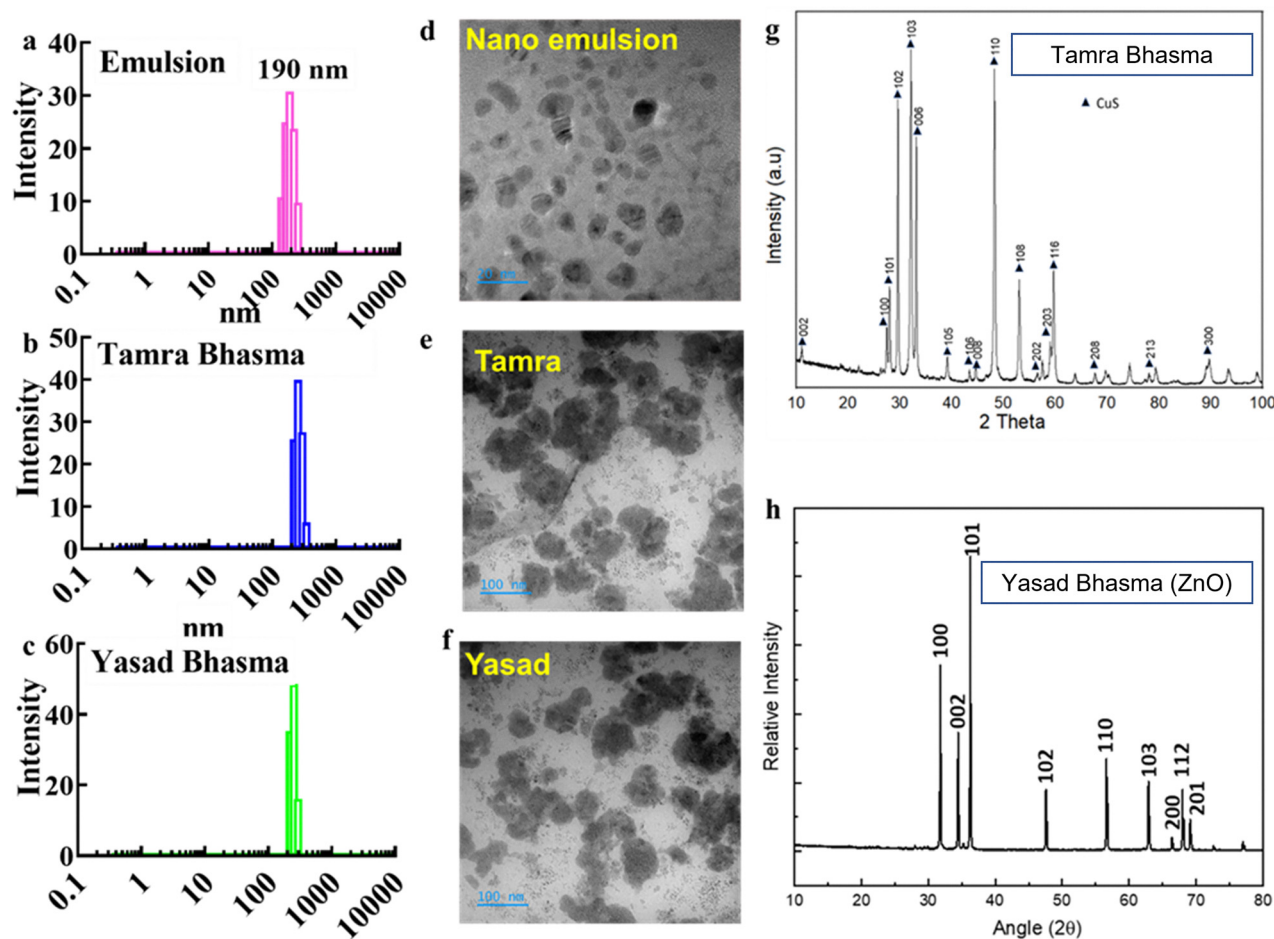 a
Emulsion
190 nm
Intensity
40
30
20
10
0
0.1
1
10
100
1000
10000
nm
b
Tamra Bhasma
Intensity
50
40
30
20
10
0
0.1
1
10
100
1000
10000
nm
c
Yasad Bhasma
Intensity
60
40
20
0
0.1
1
10
100
1000
10000
d
Nano emulsion
20 nm
e
Tamra
100 nm
f
Yasad
100 nm
g
Tamra Bhasma
▲ CuS
Intensity (a.u)
002
100
101
102
103
006
105
106
008
110
108
202
203
116
208
213
300
10
20
30
40
50
60
70
80
90
100
2 Theta
h
Yasad Bhasma (ZnO)
Relative Intensity
100
002
101
102
110
103
200
112
201
10
20
30
40
50
60
70
80
Angle (2θ)